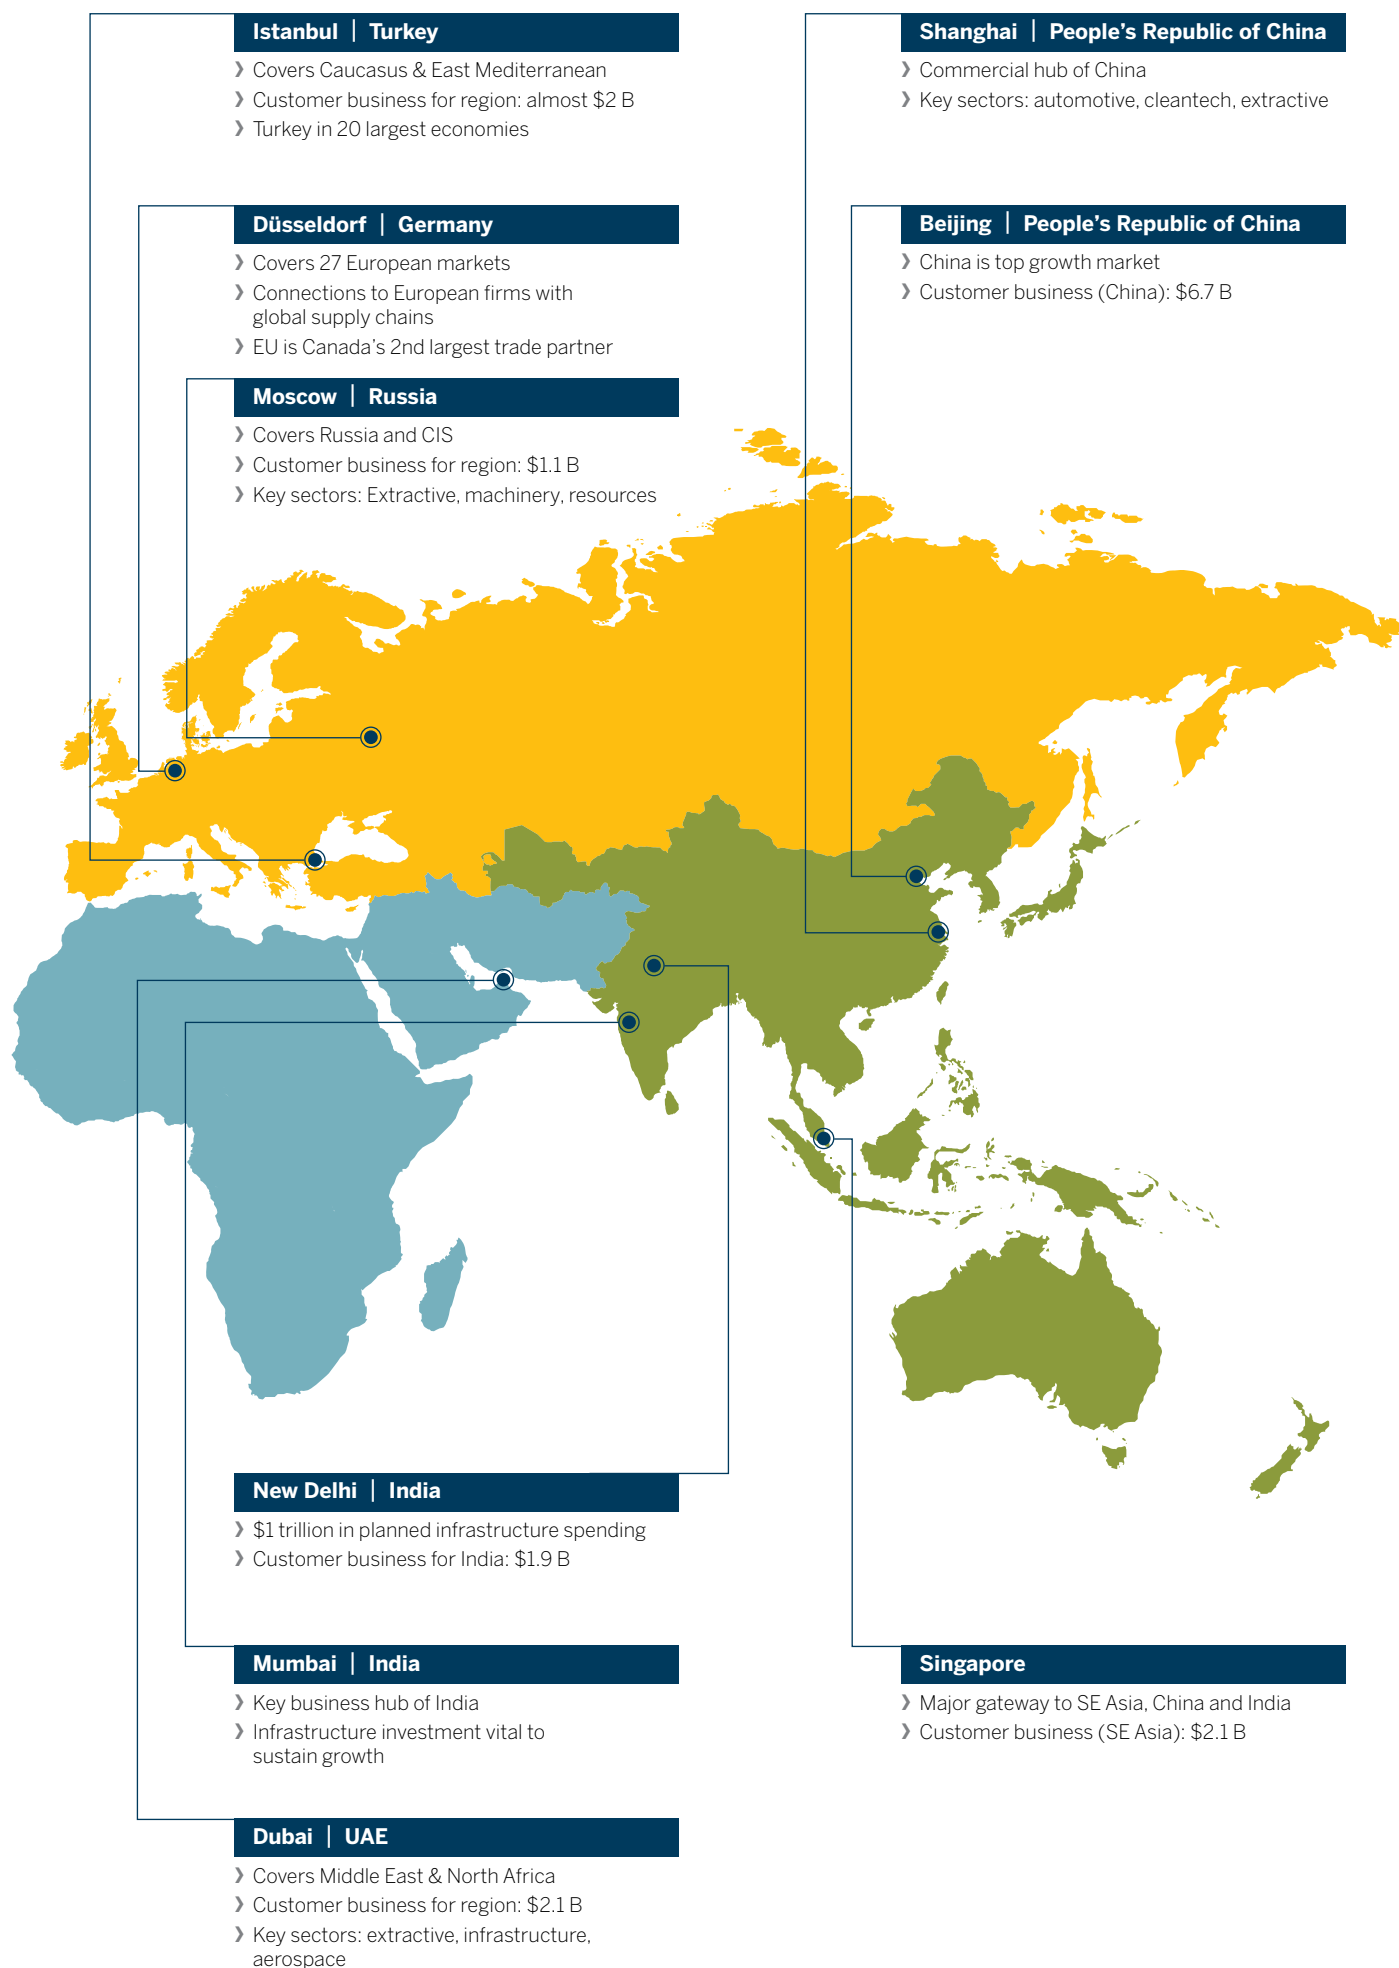 Istanbul | Turkey
❯ Covers Caucasus & East Mediterranean
❯ Customer business for region: almost $2 B
❯ Turkey in 20 largest economies
Düsseldorf | Germany
❯ Covers 27 European markets
❯ Connections to European firms with
global supply chains
❯ EU is Canada’s 2nd largest trade partner
Moscow | Russia
❯ Covers Russia and CIS
❯ Customer business for region: $1.1 B
❯ Key sectors: Extractive, machinery, resources
Shanghai | People’s Republic of China
❯ Commercial hub of China
❯ Key sectors: automotive, cleantech, extractive
Beijing | People’s Republic of China
❯ China is top growth market
❯ Customer business (China): $6.7 B
New Delhi | India
❯ $1 trillion in planned infrastructure spending
❯ Customer business for India: $1.9 B
Mumbai | India
❯ Key business hub of India
❯ Infrastructure investment vital to
sustain growth
Dubai | UAE
❯ Covers Middle East & North Africa
❯ Customer business for region: $2.1 B
❯ Key sectors: extractive, infrastructure,
aerospace
Singapore
❯ Major gateway to SE Asia, China and India
❯ Customer business (SE Asia): $2.1 B